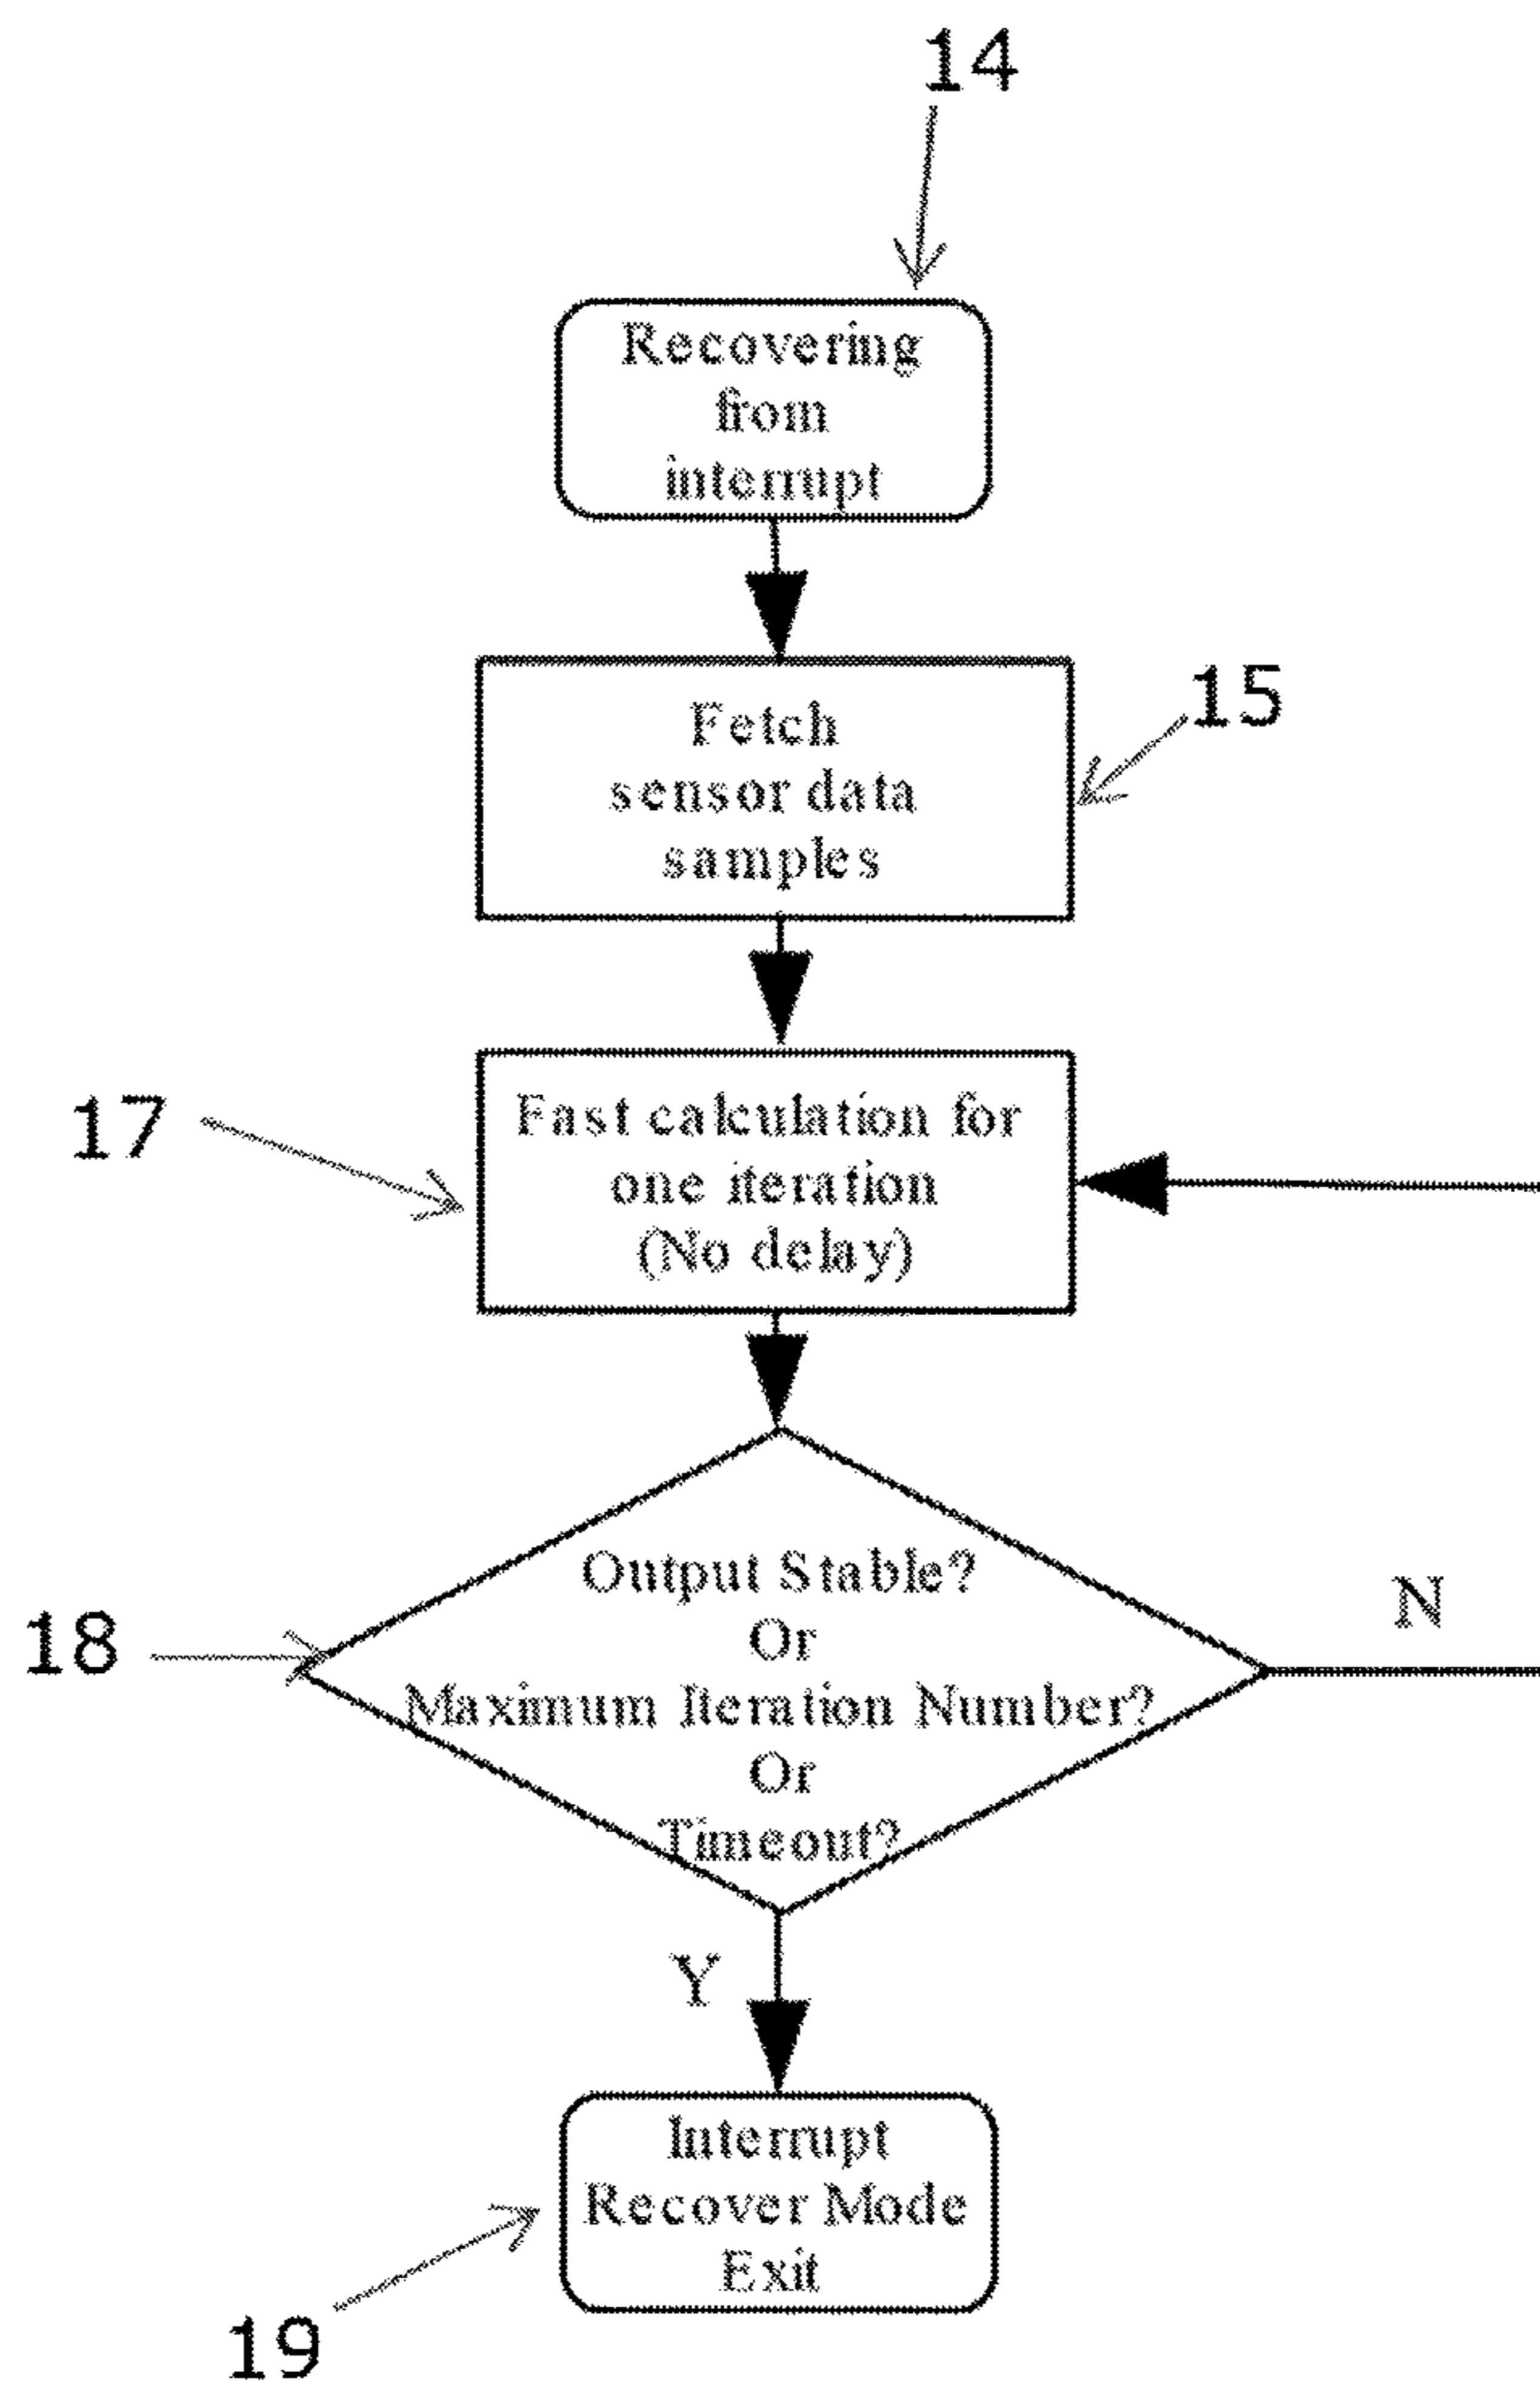 14
Recovering
from
interrupt
15
Fetch
sensor data
samples
17
Fast calculation for
one iteration
(No delay)
18
Output Stable?
Or
Maximum Iteration Number?
Or
Timeout?
N
Y
Interrupt
Recover Mode
Exit
19